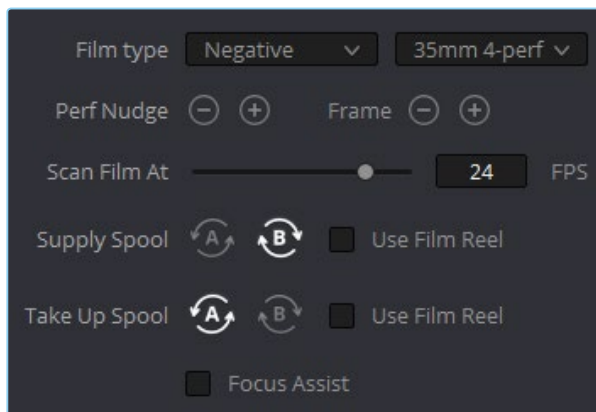 Film type Negative 35mm 4-perf
Perf Nudge Frame
Scan Film At 24 FPS
Supply Spool A B Use Film Reel
Take Up Spool A B Use Film Reel
Focus Assist